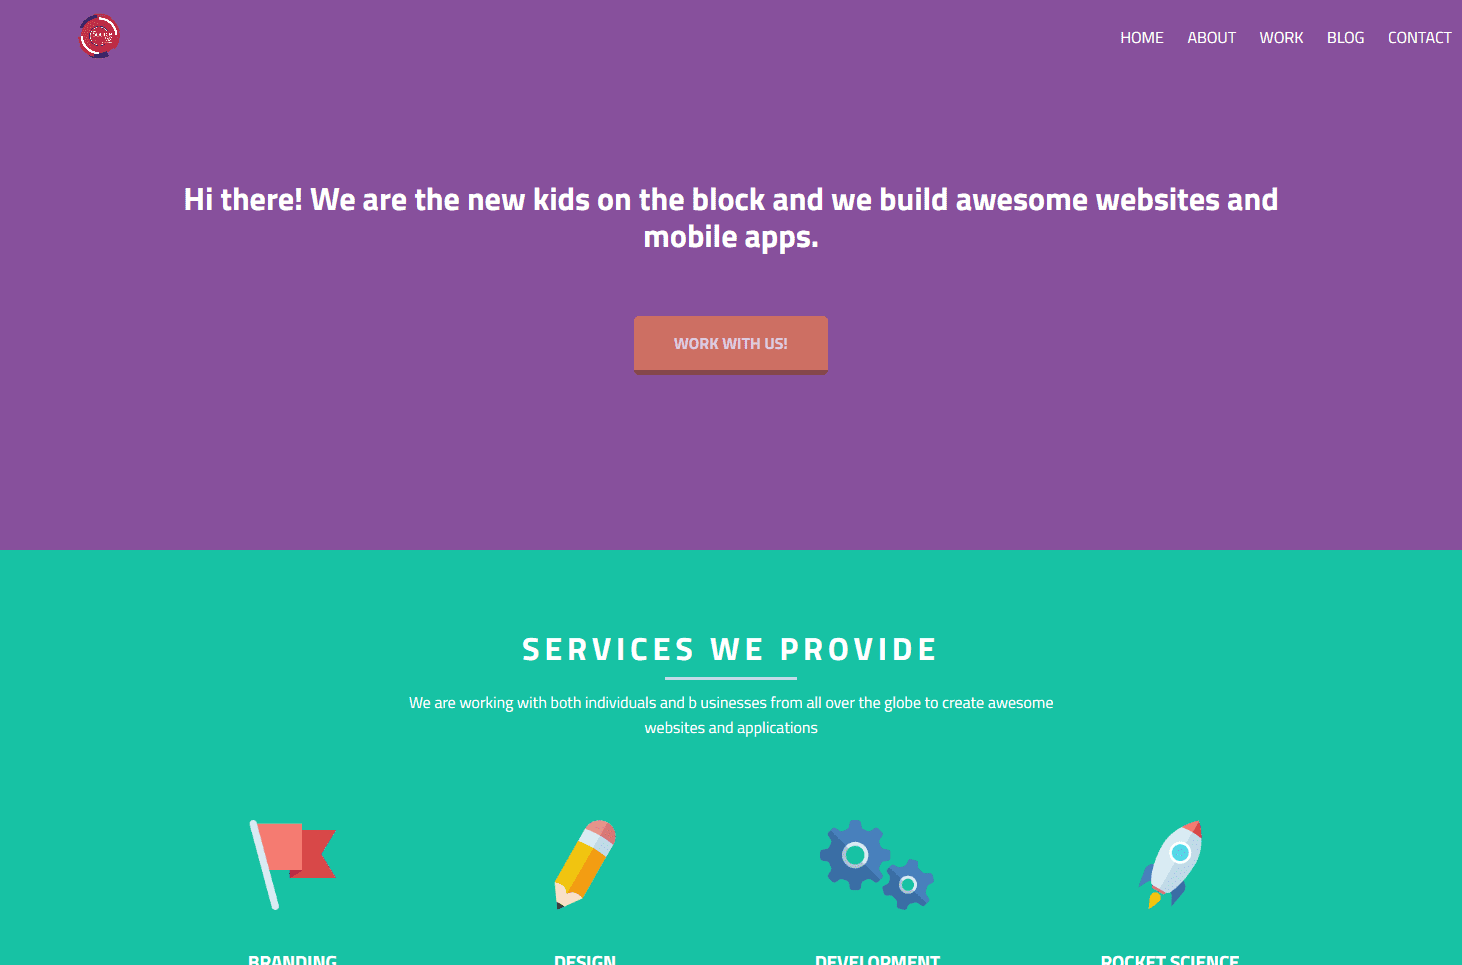 HOME ABOUT WORK BLOG CONTACT
Hi there! We are the new kids on the block and we build awesome websites and
mobile apps.
WORK WITH US!
SERVICES WE PROVIDE
We are working with both individuals and b usinesses from all over the globe to create awesome
websites and applications
BRANDING DESIGN DEVELOPMENT ROCKET SCIENCE